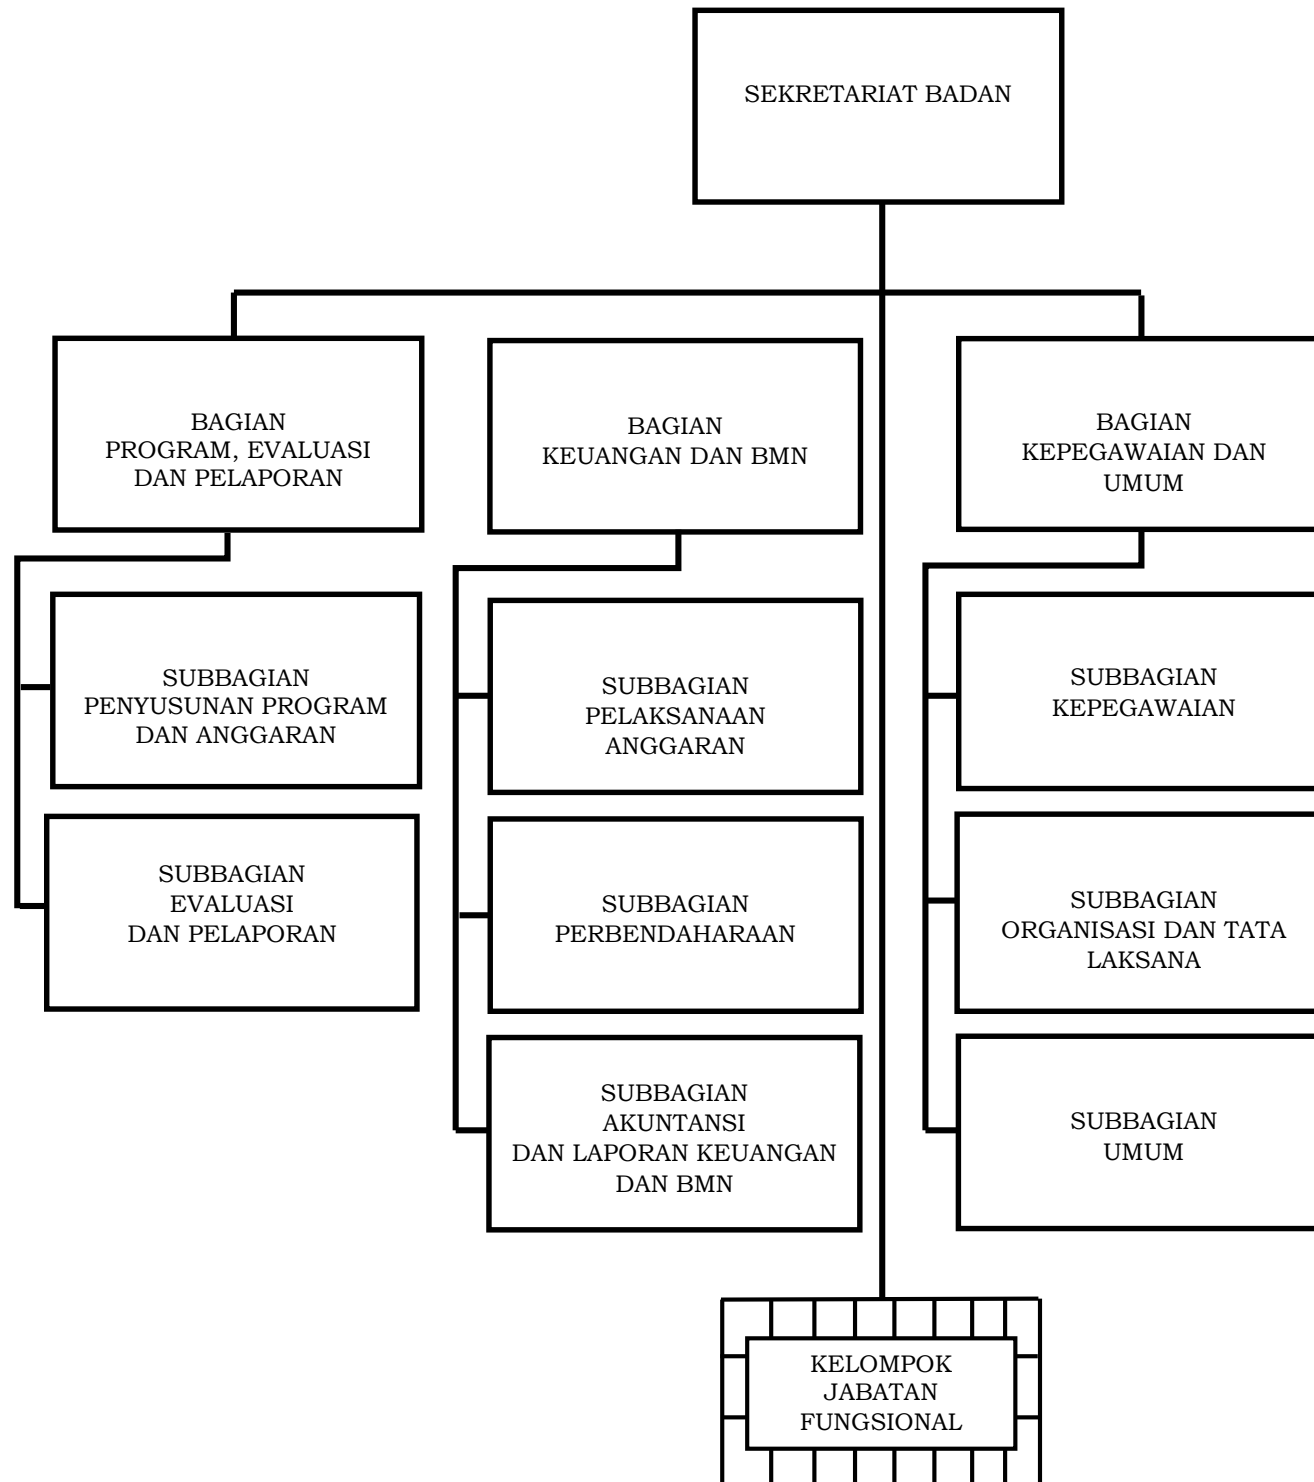 SEKRETARIAT BADAN
BAGIAN
PROGRAM, EVALUASI
DAN PELAPORAN
BAGIAN
KEUANGAN DAN BMN
BAGIAN
KEPEGAWAIAN DAN
UMUM
SUBBAGIAN
PENYUSUNAN PROGRAM
DAN ANGGARAN
SUBBAGIAN
PELAKSANAAN
ANGGARAN
SUBBAGIAN
KEPEGAWAIAN
SUBBAGIAN
EVALUASI
DAN PELAPORAN
SUBBAGIAN
PERBENDAHARAAN
SUBBAGIAN
ORGANISASI DAN TATA
LAKSANA
SUBBAGIAN
AKUNTANSI
DAN LAPORAN KEUANGAN
DAN BMN
SUBBAGIAN
UMUM
KELOMPOK
JABATAN
FUNGSIONAL